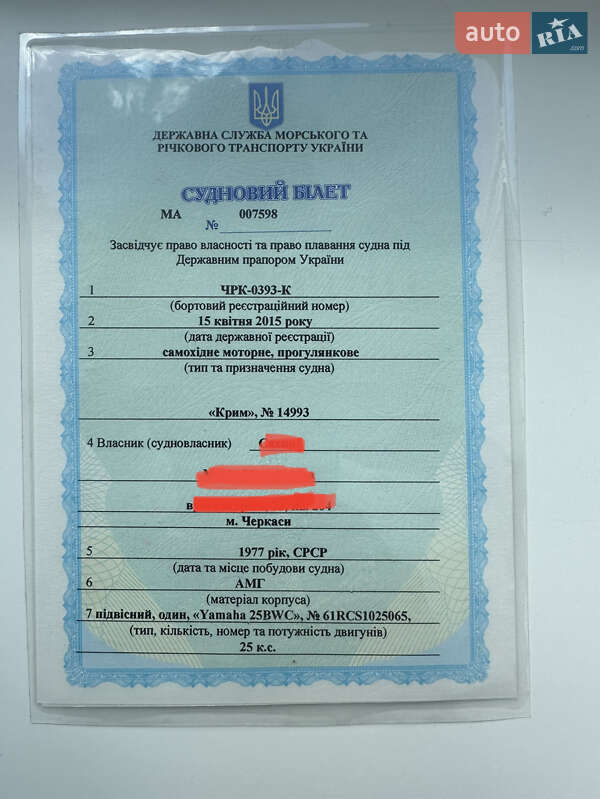 auto RIA.com
ДЕРЖАВНА СЛУЖБА МОРСЬКОГО ТА
РІЧКОВОГО ТРАНСПОРТУ УКРАЇНИ
СУДНОВИЙ БІЛЕТ
МА 007598
№
Засвідчує право власності та право плавання судна під
Державним прапором України
1 ЧРК-0393-К
(бортовий реєстраційний номер)
2 15 квітня 2015 року
(дата державної реєстрації)
3 самохідне моторне, прогулянкове
(тип та призначення судна)
«Крим», № 14993
4 Власник (судновласник)
м. Черкаси
5 1977 рік, СРСР
(дата та місце побудови судна)
6 АМГ
(матеріал корпуса)
7 підвісний, один, «Yamaha 25BWC», № 61RCS1025065,
(тип, кількість, номер та потужність двигунів)
25 к.с.